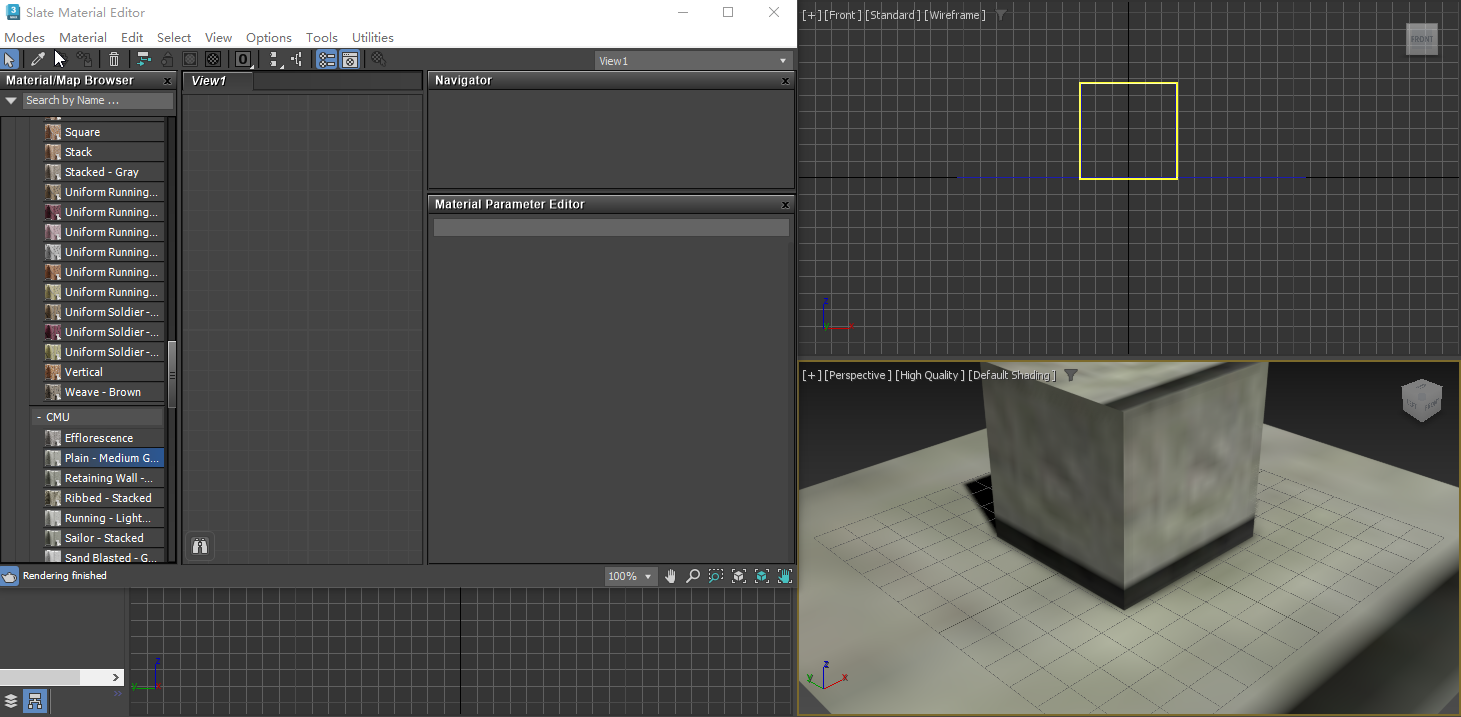 Slate Material Editor
Modes Material Edit Select View Options Tools Utilities
View1
Material/Map Browser
Search by Name ...
Square
Stack
Stacked - Gray
Uniform Running...
Uniform Running...
Uniform Running...
Uniform Running...
Uniform Running...
Uniform Running...
Uniform Soldier -...
Uniform Soldier -...
Uniform Soldier -...
Vertical
Weave - Brown
- CMU
Efflorescence
Plain - Medium G...
Retaining Wall -...
Ribbed - Stacked
Running - Light...
Sailor - Stacked
Sand Blasted - G...
View1
Navigator
Material Parameter Editor
Rendering finished
100%
[+] [Front] [Standard] [Wireframe]
FRONT
z
x
[+] [Perspective] [High Quality] [Default Shading]
LEFT FRONT
z
y x
z
y